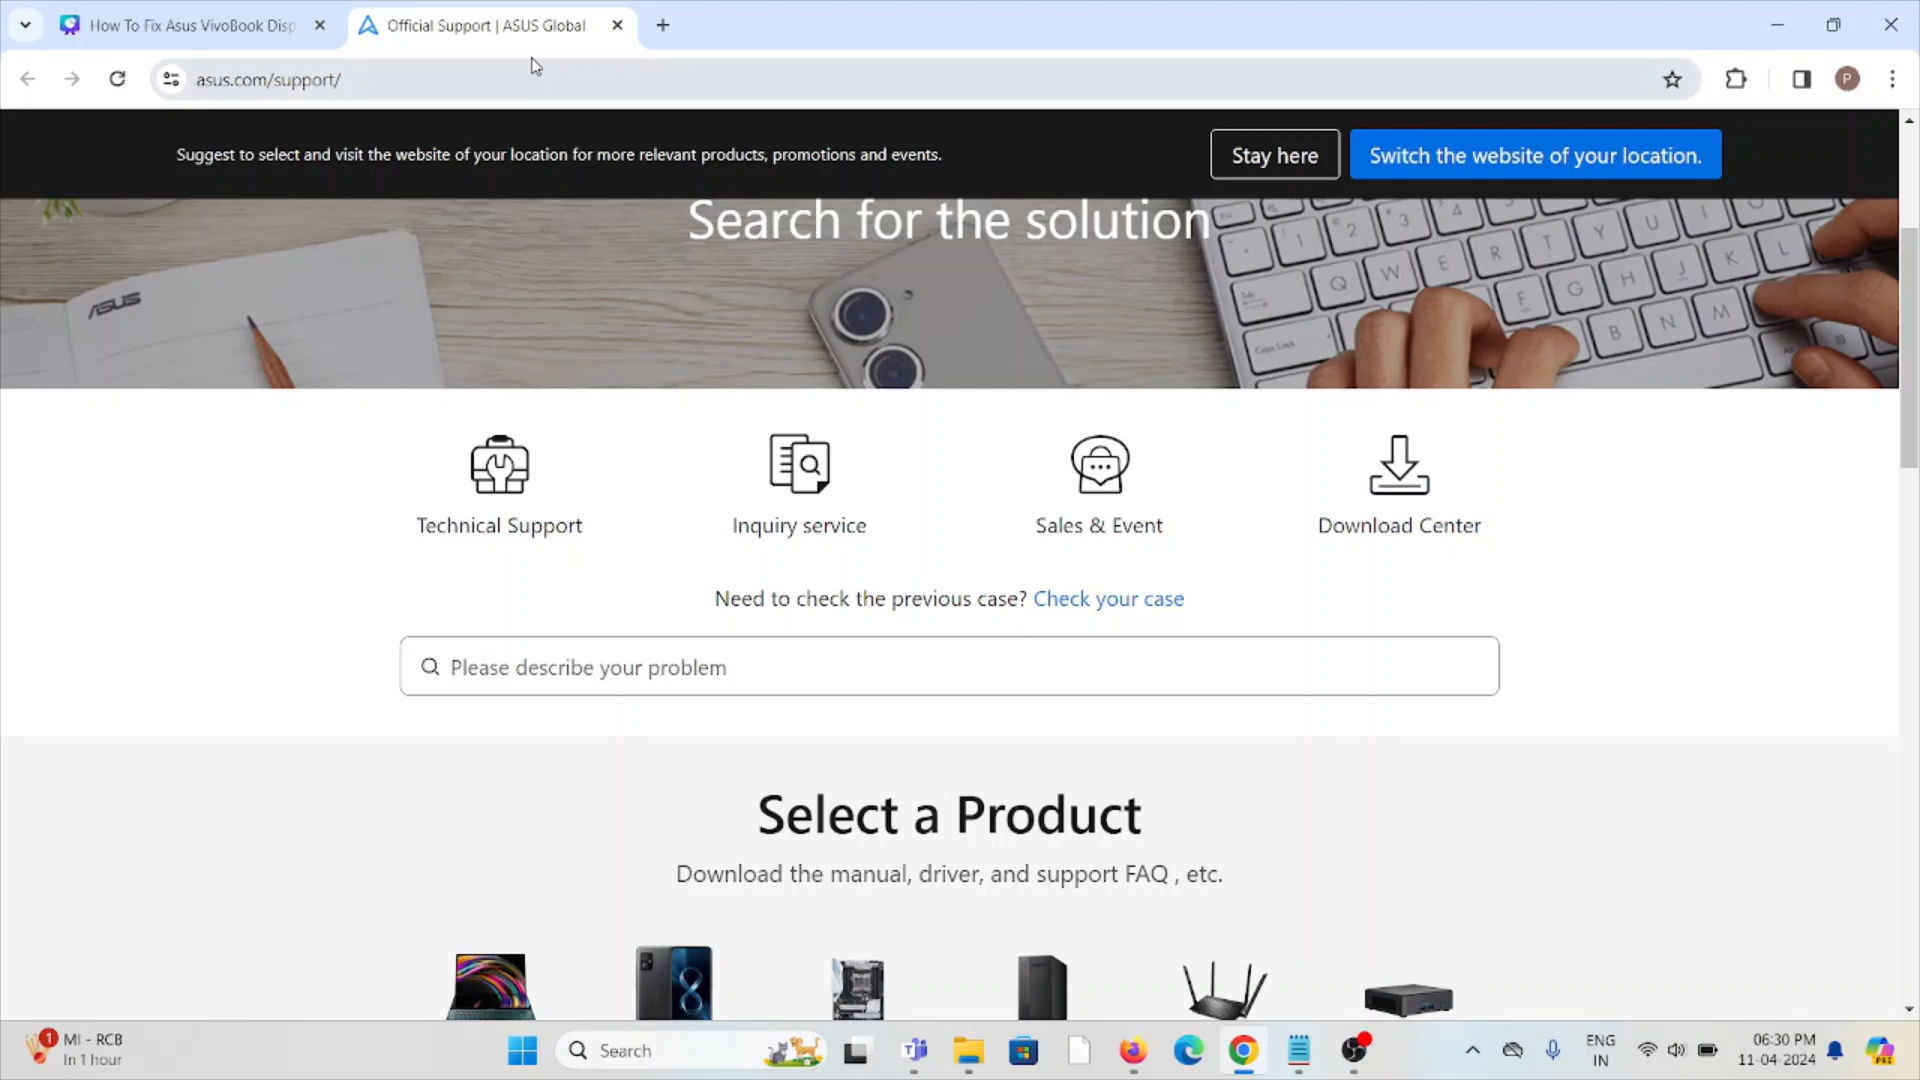 How To Fix Asus VivoBook Disp
Official Support | ASUS Global
asus.com/support/
P
Suggest to select and visit the website of your location for more relevant products, promotions and events.
Stay here
Switch the website of your location.
Search for the solution
Technical Support
Inquiry service
Sales & Event
Download Center
Need to check the previous case? Check your case
Please describe your problem
Select a Product
Download the manual, driver, and support FAQ , etc.
1
MI - RCB
In 1 hour
Search
ENG
IN
06:30 PM
11-04-2024
PRE